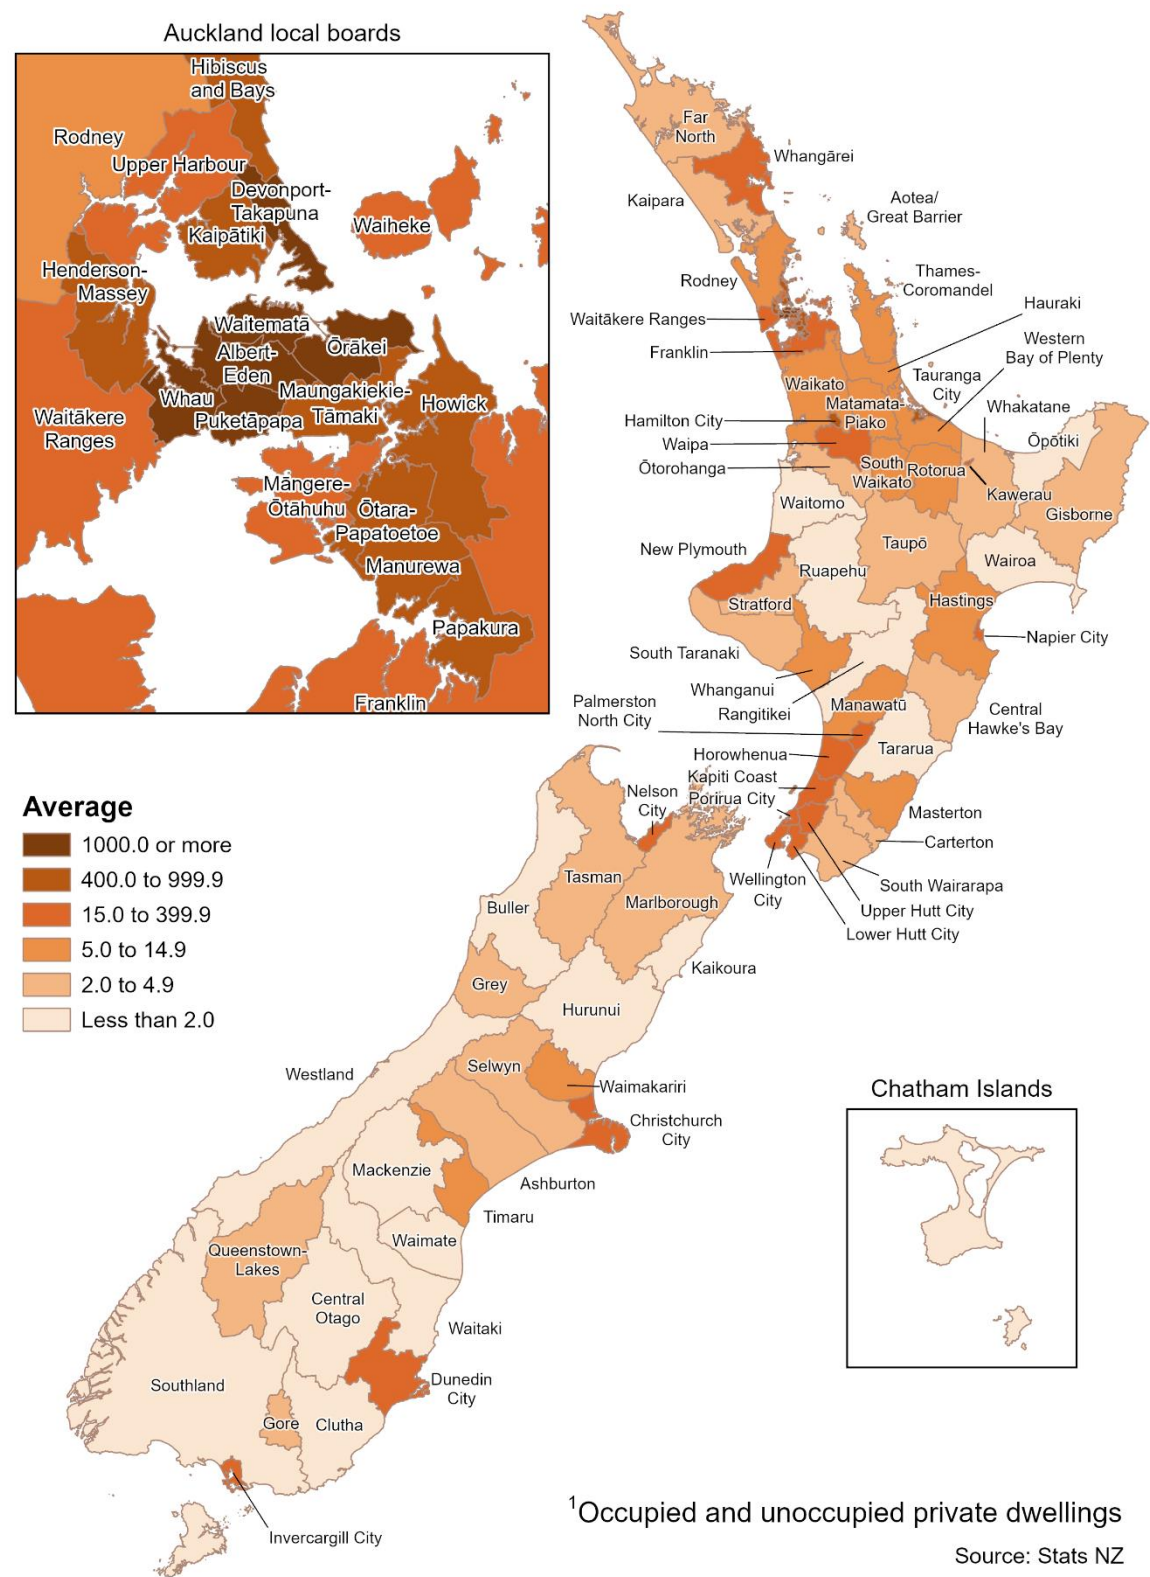 Auckland local boards
Hibiscus
and Bays
Rodney
Upper Harbour
Devonport-
Takapuna
Kaipātiki
Waiheke
Henderson-
Massey
Waitematā
Albert-
Eden
Ōrākei
Whau
Puketāpapa
Maungakiekie-
Tāmaki
Howick
Waitākere
Ranges
Māngere-
Ōtāhuhu
Ōtara-
Papatoetoe
Manurewa
Papakura
Franklin
Far
North
Whangārei
Kaipara
Aotea/
Great Barrier
Rodney
Thames-
Coromandel
Hauraki
Waitākere Ranges
Western
Bay of Plenty
Franklin
Tauranga
City
Waikato
Matamata-
Piako
Whakatane
Hamilton City
Waipa
Ōpōtiki
Ōtorohanga
South
Waikato
Rotorua
Kawerau
Gisborne
Waitomo
New Plymouth
Taupō
Ruapehu
Wairoa
Stratford
Hastings
Napier City
South Taranaki
Whanganui
Rangitikei
Manawatū
Central
Hawke's Bay
Palmerston
North City
Tararua
Horowhenua
Kapiti Coast
Porirua City
Nelson
City
Masterton
Carterton
South Wairarapa
Wellington
City
Upper Hutt City
Lower Hutt City
Average
1000.0 or more
400.0 to 999.9
15.0 to 399.9
5.0 to 14.9
2.0 to 4.9
Less than 2.0
Tasman
Marlborough
Buller
Kaikoura
Grey
Hurunui
Westland
Selwyn
Waimakariri
Christchurch
City
Mackenzie
Ashburton
Timaru
Waimate
Queenstown-
Lakes
Central
Otago
Waitaki
Southland
Dunedin
City
Gore
Clutha
Invercargill City
Chatham Islands
¹Occupied and unoccupied private dwellings
Source: Stats NZ